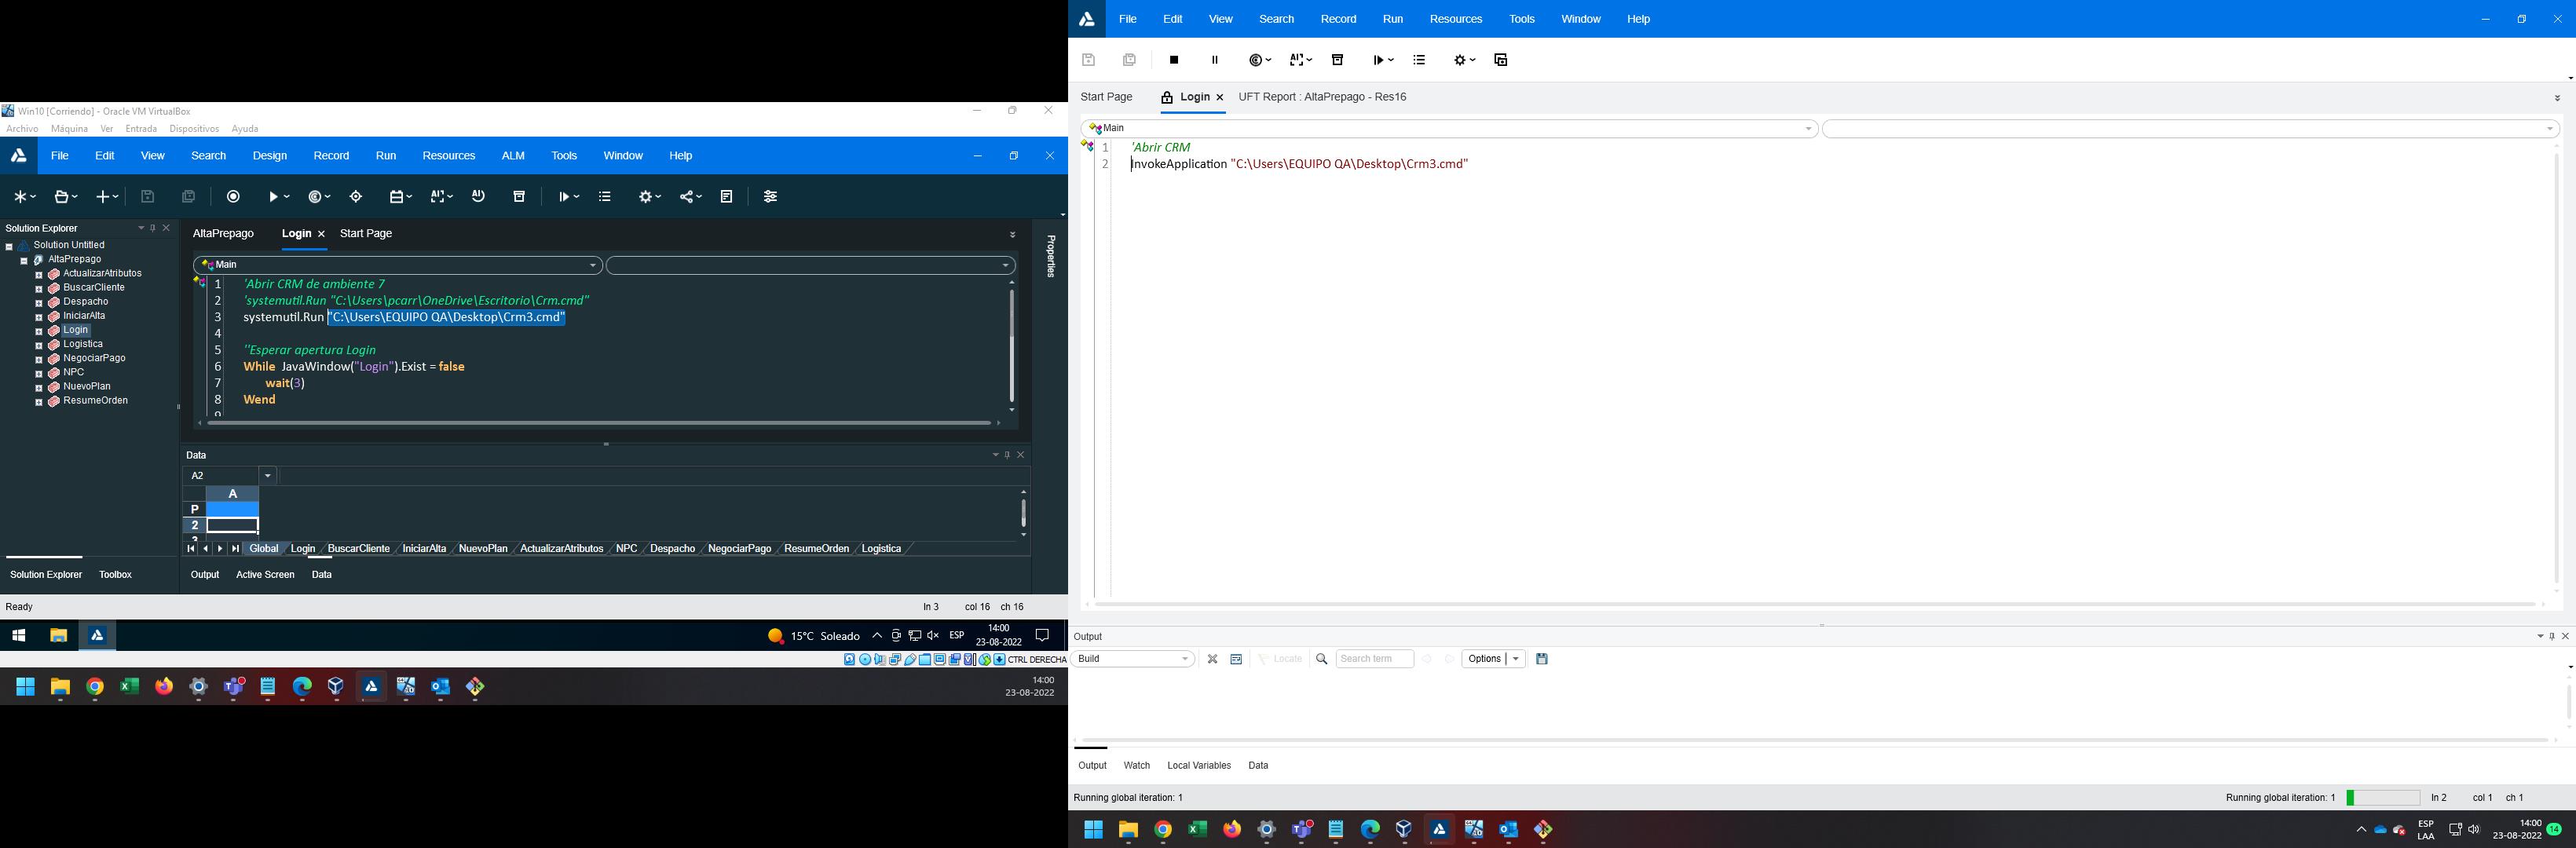 Win10 [Corriendo] - Oracle VM VirtualBox
Archivo Máquina Ver Entrada Dispositivos Ayuda
File Edit View Search Design Record Run Resources ALM Tools Window Help
Solution Explorer
Solution Untitled
AltaPrepago
ActualizarAtributos
BuscarCliente
Despacho
IniciarAlta
Login
Logistica
NegociarPago
NPC
NuevoPlan
ResumeOrden
Solution Explorer Toolbox
AltaPrepago Login Start Page
Main
1 'Abrir CRM de ambiente 7
2 'systemutil.Run "C:\Users\pcarr\OneDrive\Escritorio\Crm.cmd"
3 systemutil.Run "C:\Users\EQUIPO QA\Desktop\Crm3.cmd"
4
5 ''Esperar apertura Login
6 While JavaWindow("Login").Exist = false
7 wait(3)
8 Wend
9
Properties
Data
A2
A
P
2
3
Global Login BuscarCliente IniciarAlta NuevoPlan ActualizarAtributos NPC Despacho NegociarPago ResumeOrden Logistica
Output Active Screen Data
Ready ln 3 col 16 ch 16
15°C Soleado ESP 14:00
23-08-2022
CTRL DERECHA
14:00
23-08-2022
File Edit View Search Record Run Resources Tools Window Help
Start Page Login UFT Report : AltaPrepago - Res16
Main
1 'Abrir CRM
2 InvokeApplication "C:\Users\EQUIPO QA\Desktop\Crm3.cmd"
Output
Build Locate Search term Options
Output Watch Local Variables Data
Running global iteration: 1 Running global iteration: 1 ln 2 col 1 ch 1
ESP
LAA
14:00
23-08-2022
14